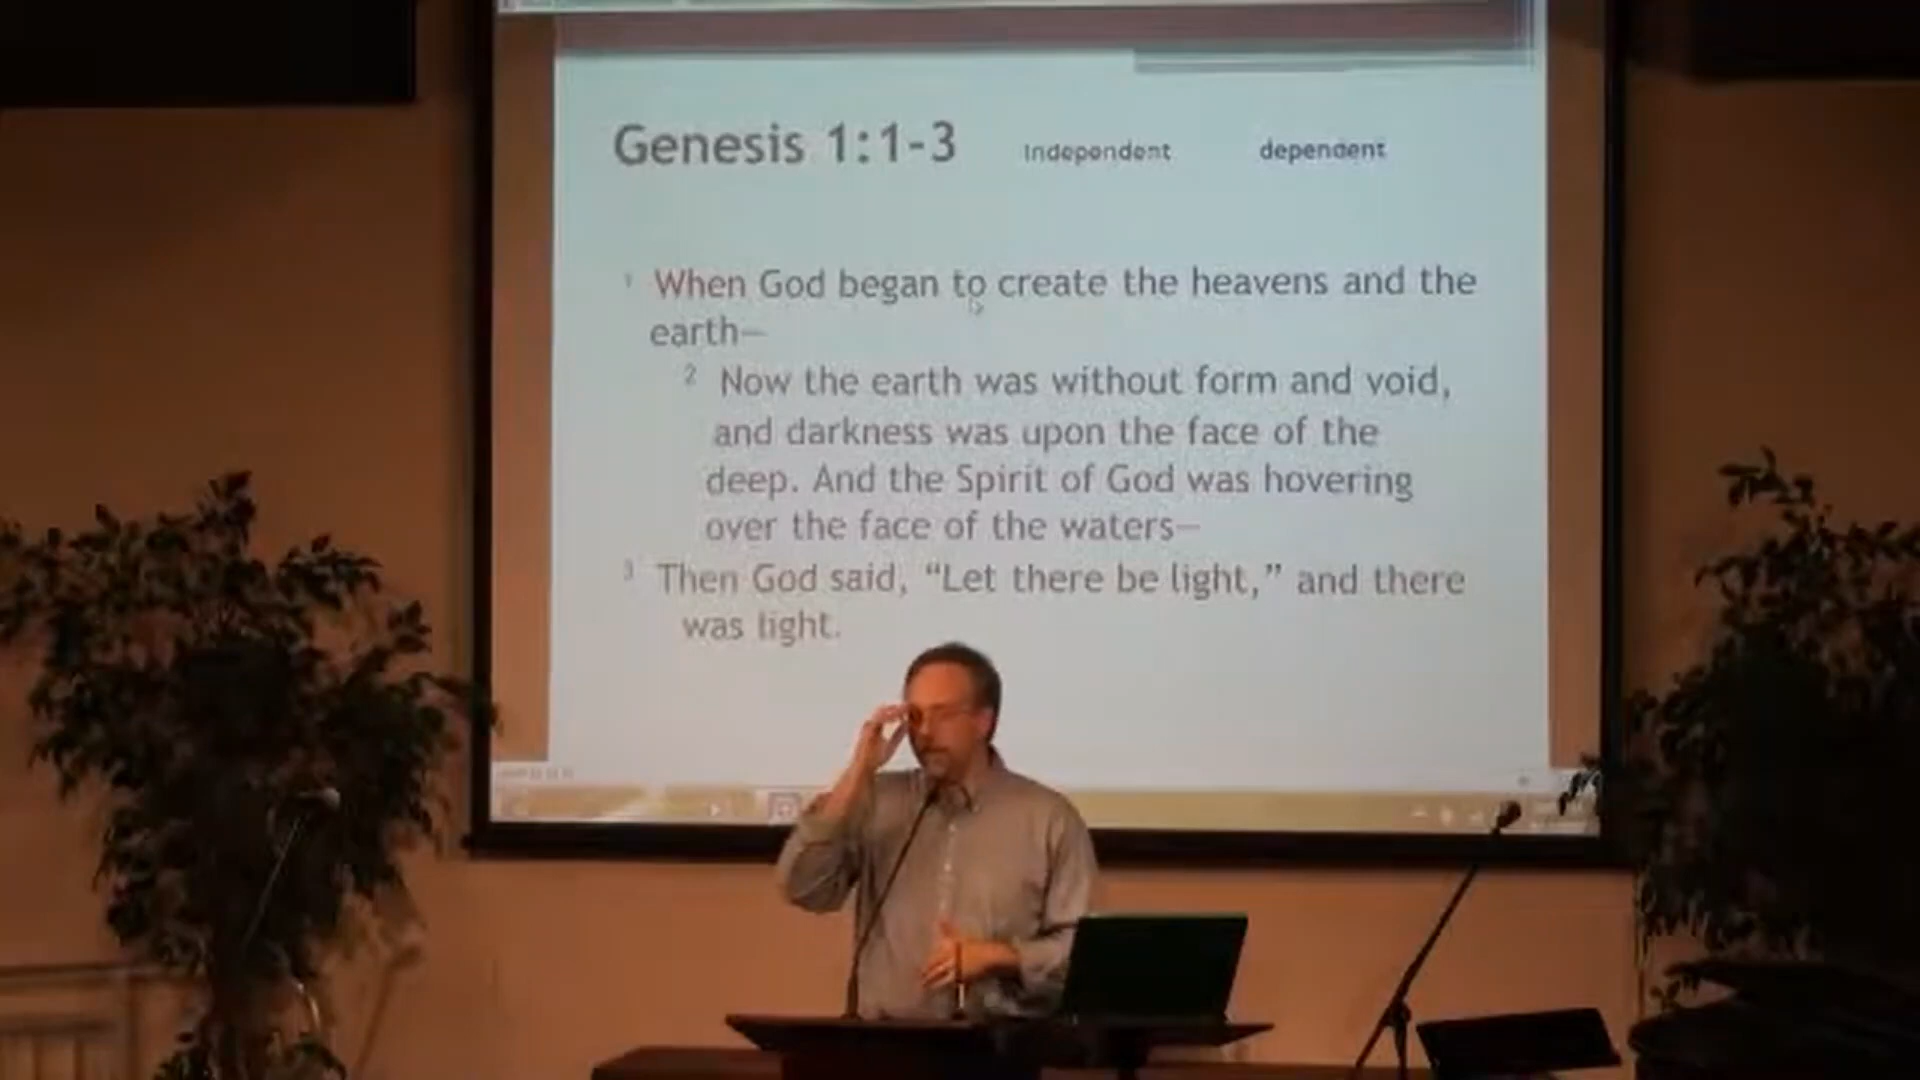 Genesis 1:1-3 Independent dependent
1 When God began to create the heavens and the
earth—
2 Now the earth was without form and void,
and darkness was upon the face of the
deep. And the Spirit of God was hovering
over the face of the waters—
3 Then God said, “Let there be light,” and there
was light.